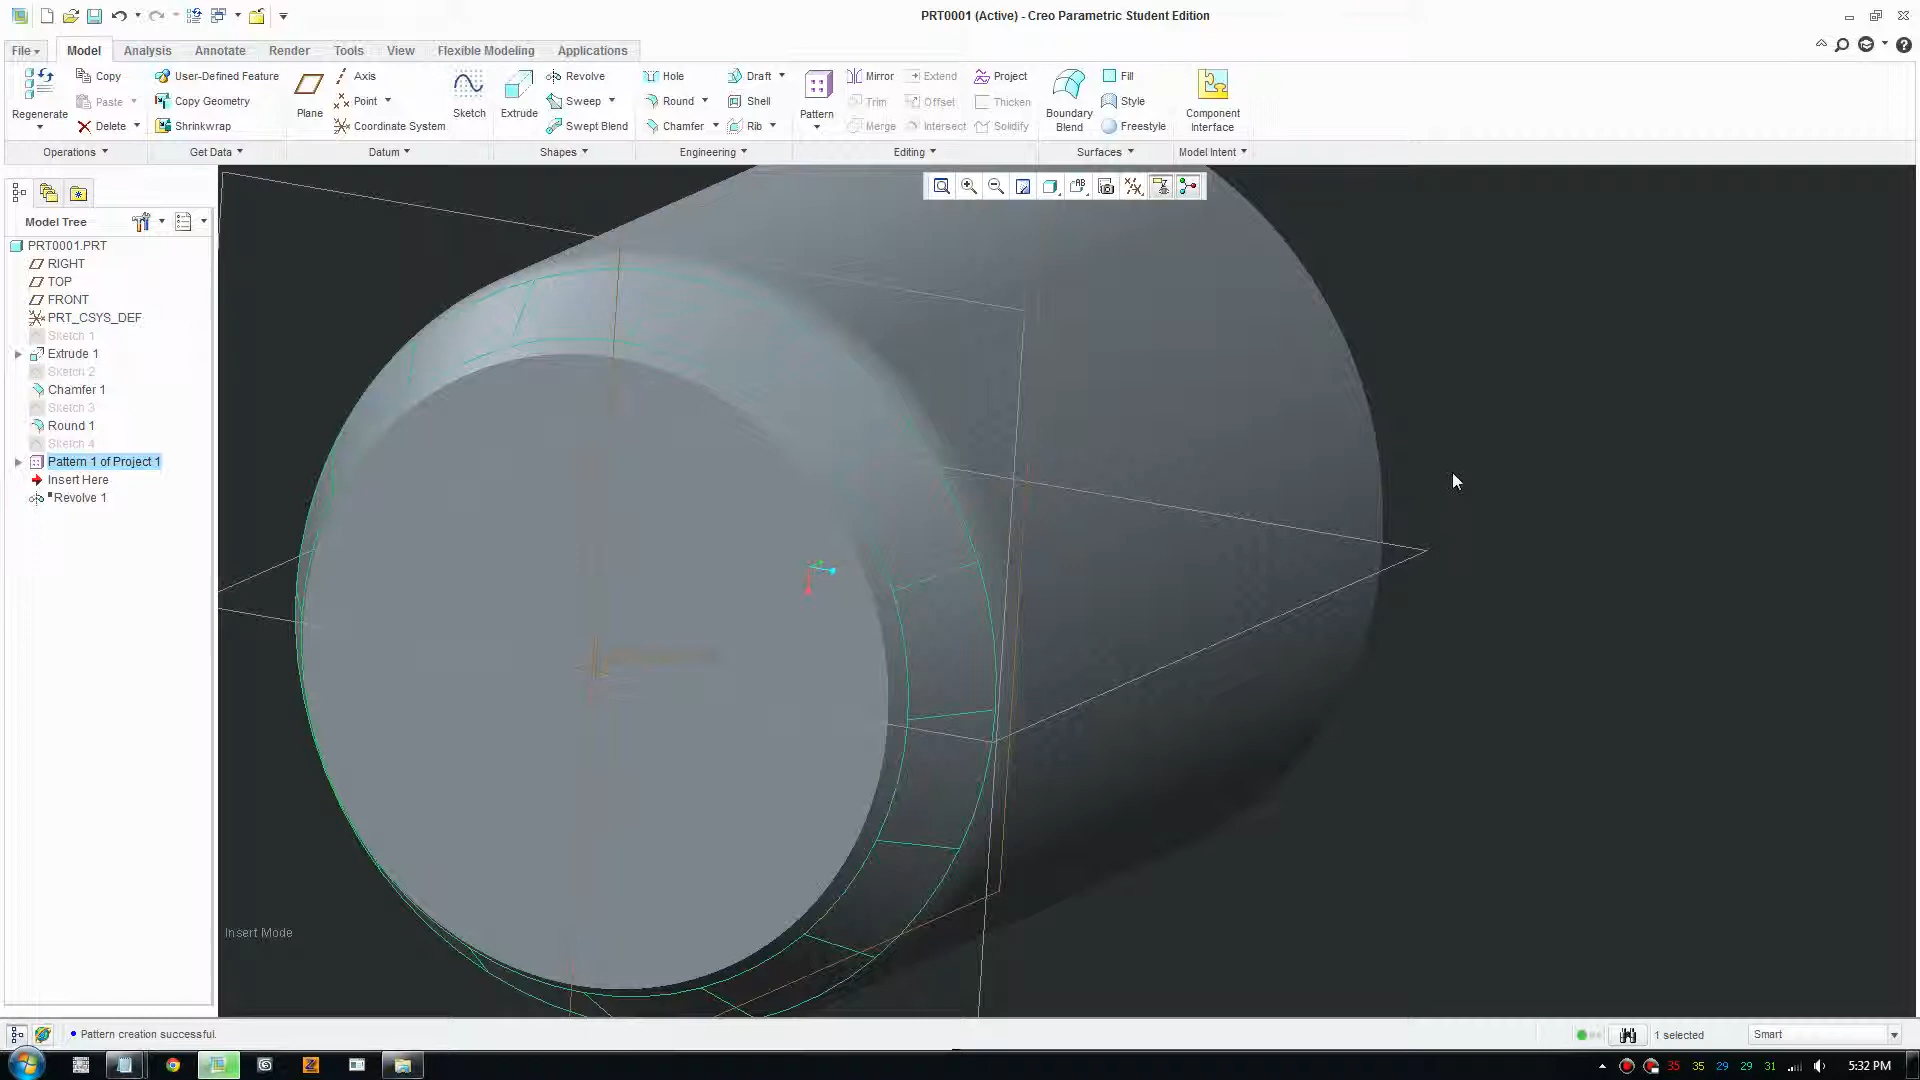 PRT0001 (Active) - Creo Parametric Student Edition
File Model Analysis Annotate Render Tools View Flexible Modeling Applications
Regenerate
Copy
Paste
Delete
User-Defined Feature
Copy Geometry
Shrinkwrap
Plane
Axis
Point
Coordinate System
Sketch
Extrude
Revolve
Sweep
Swept Blend
Hole
Round
Chamfer
Draft
Shell
Rib
Pattern
Mirror
Trim
Merge
Extend
Offset
Intersect
Project
Thicken
Solidify
Boundary
Blend
Fill
Style
Freestyle
Component
Interface
Operations Get Data Datum Shapes Engineering Editing Surfaces Model Intent
Model Tree
PRT0001.PRT
RIGHT
TOP
FRONT
PRT_CSYS_DEF
Sketch 1
Extrude 1
Sketch 2
Chamfer 1
Sketch 3
Round 1
Sketch 4
Pattern 1 of Project 1
Insert Here
Revolve 1
Insert Mode
Pattern creation successful.
1 selected
Smart
35 35 29 29 31
5:32 PM